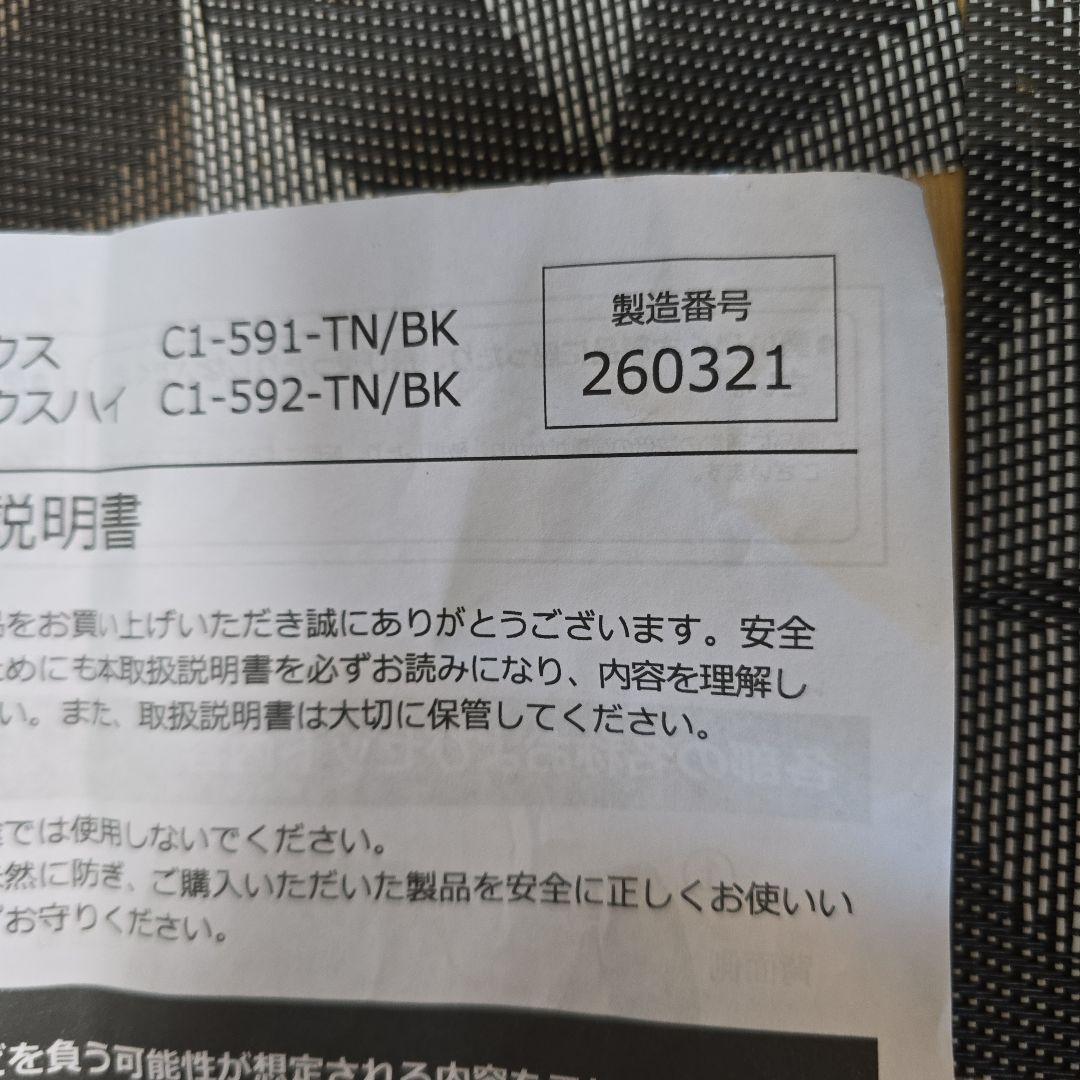 ウス C1-591-TN/BK
ウスハイ C1-592-TN/BK
製造番号
260321
説明書
品をお買い上げいただき誠にありがとうございます。安全
ためにも本取扱説明書を必ずお読みになり、内容を理解し
い。また、取扱説明書は大切に保管してください。
では使用しないでください。
然に防ぎ、ご購入いただいた製品を安全に正しくお使いい
お守りください。
どを負う可能性が想定される内容を